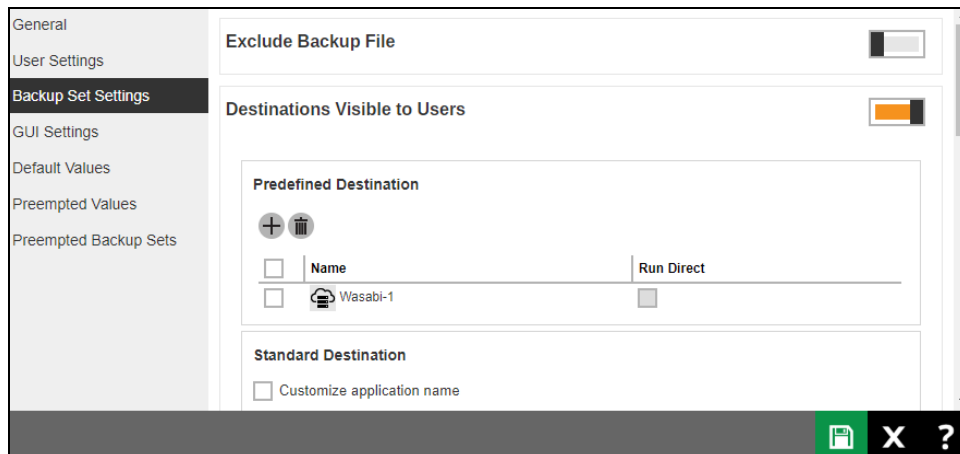 General
User Settings
Backup Set Settings
GUI Settings
Default Values
Preempted Values
Preempted Backup Sets
Exclude Backup File
Destinations Visible to Users
Predefined Destination
Name Run Direct
Wasabi-1
Standard Destination
Customize application name
X ?